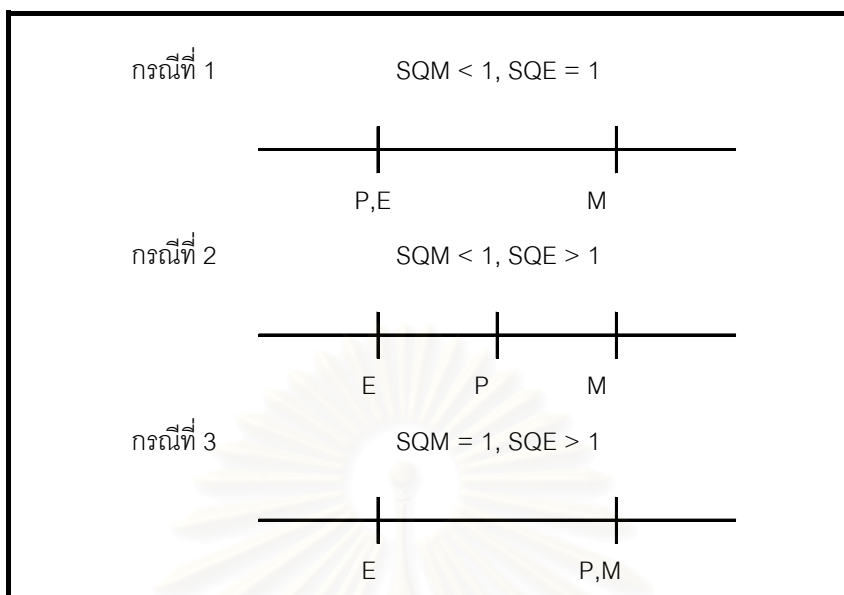 กรณีที่ 1 SQM < 1, SQE = 1
P,E M
กรณีที่ 2 SQM < 1, SQE > 1
E P M
กรณีที่ 3 SQM = 1, SQE > 1
E P,M